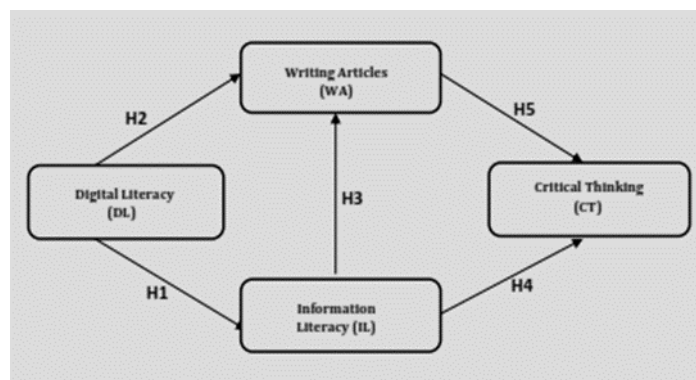 Writing Articles
(WA)
H2
H5
Digital Literacy
(DL)
H3
Critical Thinking
(CT)
H1
H4
Information
Literacy (IL)